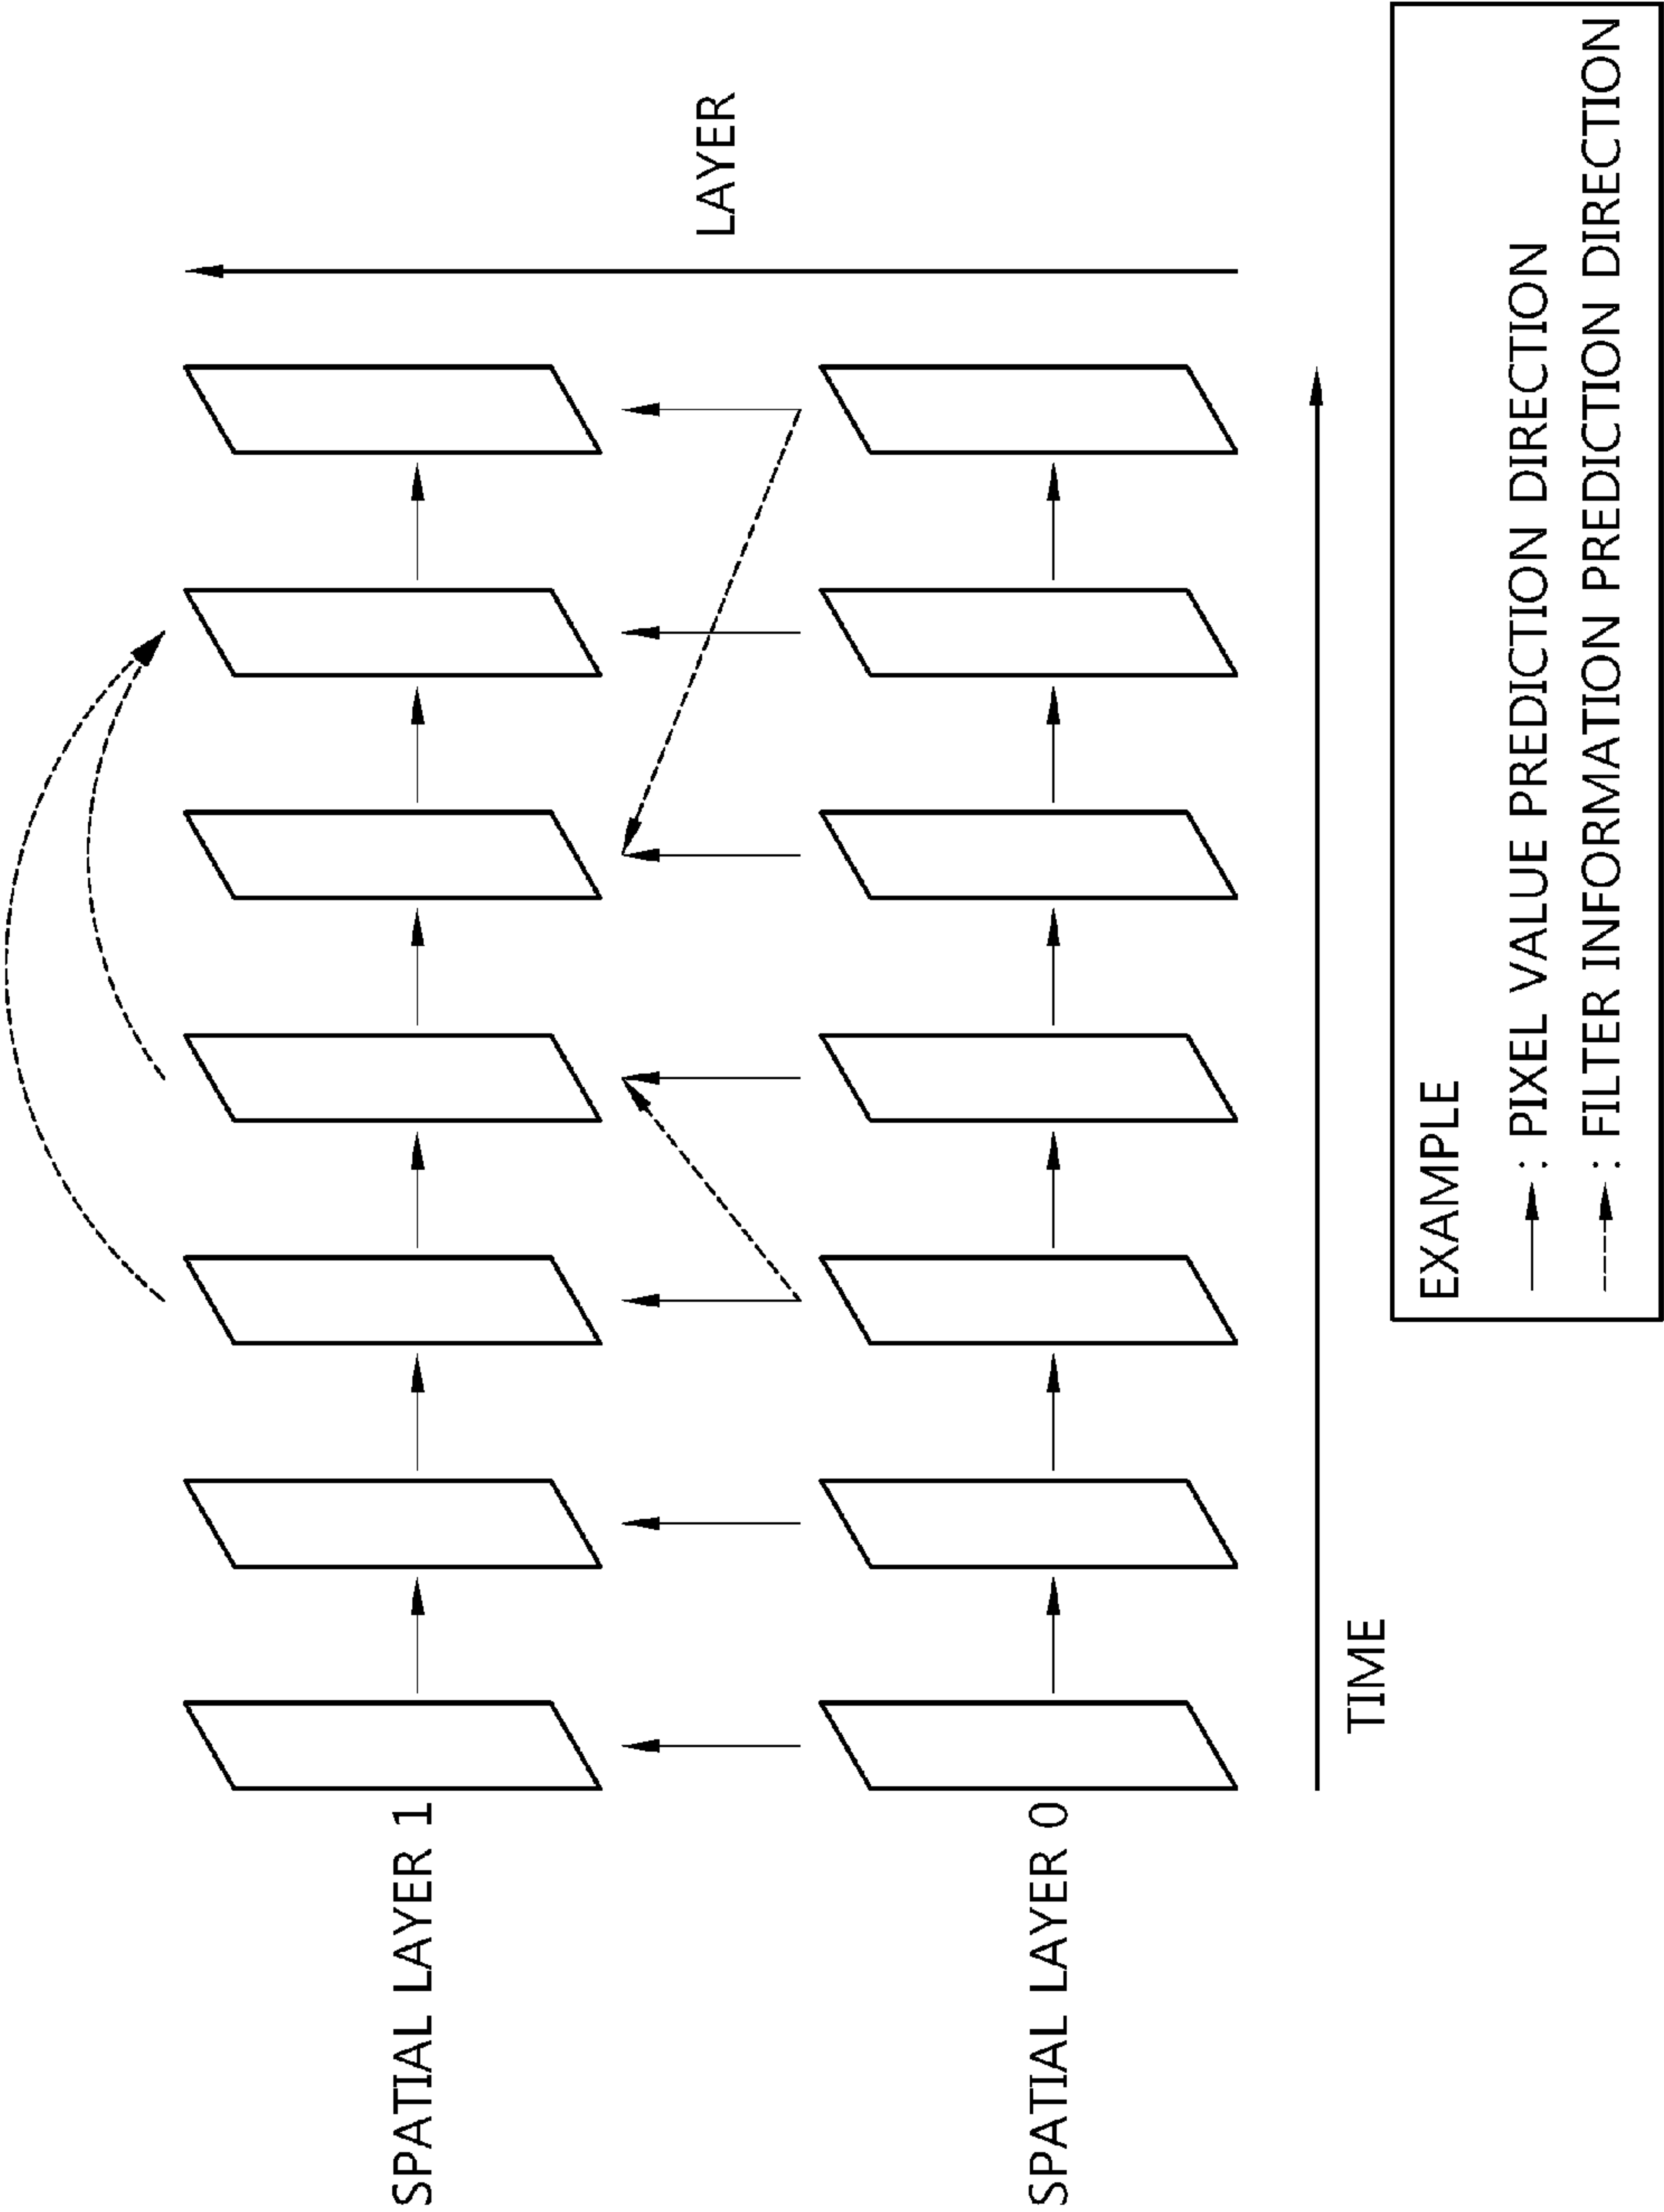 SPATIAL LAYER 1
SPATIAL LAYER 0
LAYER
TIME
EXAMPLE
: PIXEL VALUE PREDICTION DIRECTION
: FILTER INFORMATION PREDICTION DIRECTION